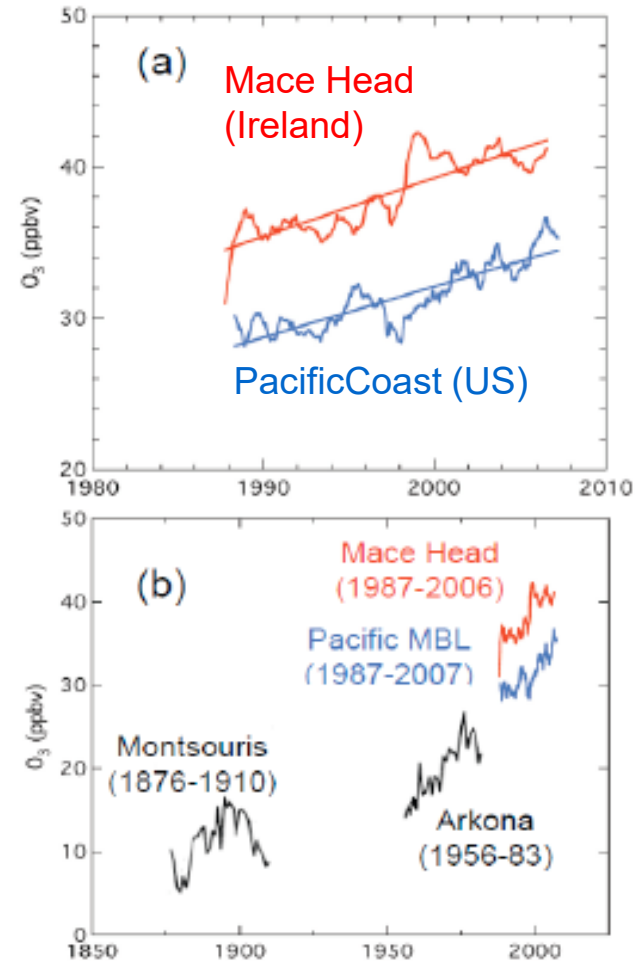 50
(a)
Mace Head
(Ireland)
40
O₃ (ppbv)
30
PacificCoast (US)
20
1980
1990
2000
2010
50
Mace Head
(1987-2006)
(b)
40
Pacific MBL
(1987-2007)
30
O₃ (ppbv)
Montsouris
(1876-1910)
20
Arkona
(1956-83)
10
0
1850
1900
1950
2000